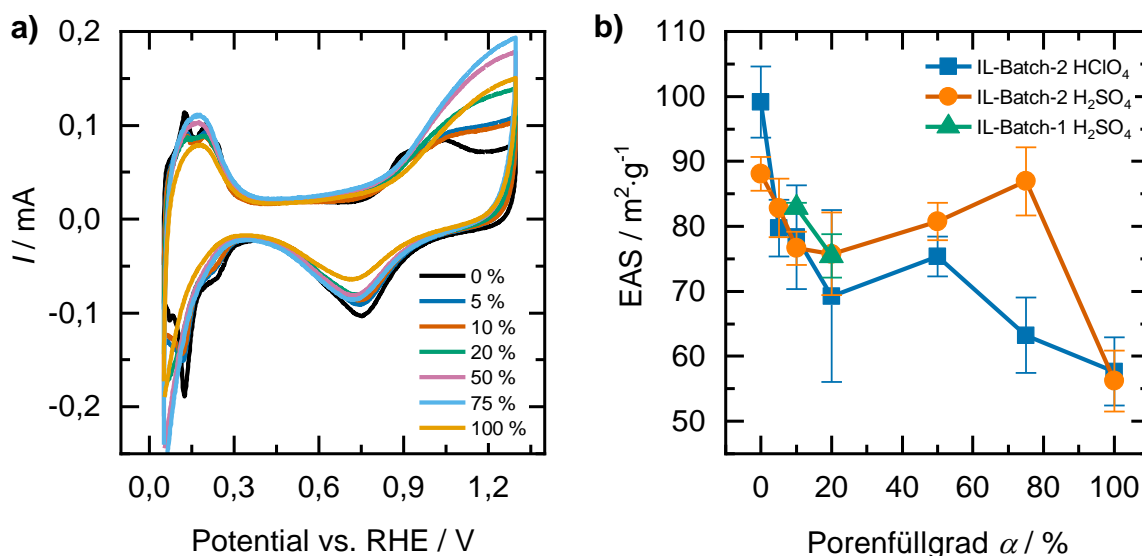 a)
I / mA
0,2
0,1
0,0
-0,1
-0,2
0 %
5 %
10 %
20 %
50 %
75 %
100 %
0,0 0,3 0,6 0,9 1,2
Potential vs. RHE / V
b)
EAS / m²·g⁻¹
110
100
90
80
70
60
50
IL-Batch-2 HClO₄
IL-Batch-2 H₂SO₄
IL-Batch-1 H₂SO₄
0 20 40 60 80 100
Porenfüllgrad α / %